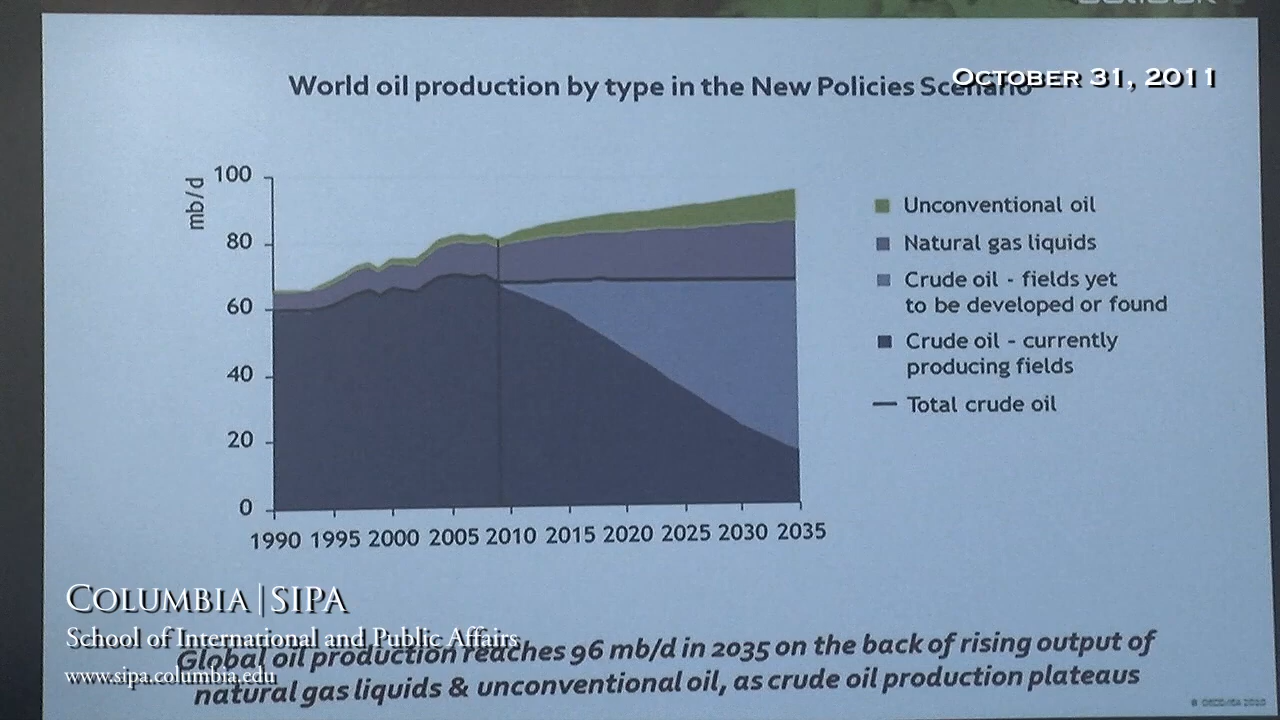 October 31, 2011
World oil production by type in the New Policies Scenario
mb/d
100
80
60
40
20
0
1990 1995 2000 2005 2010 2015 2020 2025 2030 2035
Unconventional oil
Natural gas liquids
Crude oil - fields yet
to be developed or found
Crude oil - currently
producing fields
Total crude oil
Columbia | SIPA
School of International and Public Affairs
www.sipa.columbia.edu
Global oil production reaches 96 mb/d in 2035 on the back of rising output of
natural gas liquids & unconventional oil, as crude oil production plateaus